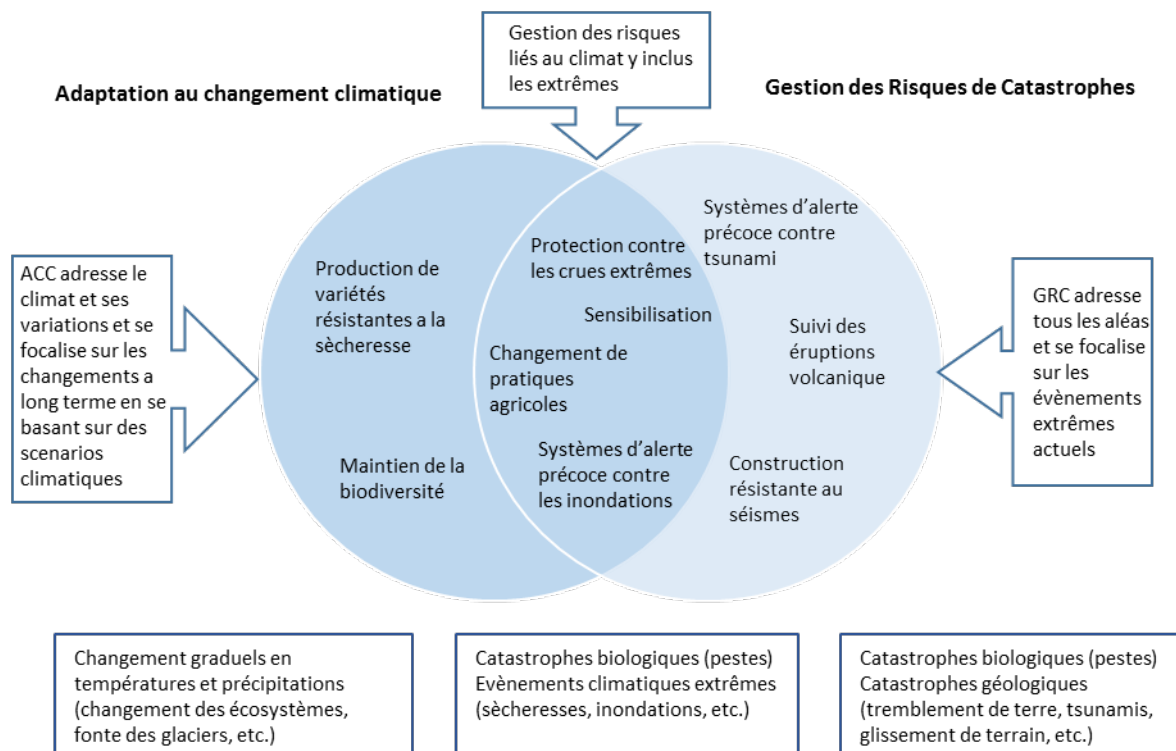 Gestion des risques
liés au climat y inclus
les extrêmes
Adaptation au changement climatique
Gestion des Risques de Catastrophes
ACC adresse le
climat et ses
variations et se
focalise sur les
changements a
long terme en se
basant sur des
scenarios
climatiques
Production de
variétés
résistantes a la
sècheresse
Maintien de la
biodiversité
Protection contre
les crues extrêmes
Sensibilisation
Changement de
pratiques
agricoles
Systèmes d'alerte
précoce contre
les inondations
Systèmes d'alerte
précoce contre
tsunami
Suivi des
éruptions
volcanique
Construction
résistante au
séismes
GRC adresse
tous les aléas
et se focalise
sur les
évènements
extrêmes
actuels
Changement graduels en
températures et précipitations
(changement des écosystèmes,
fonte des glaciers, etc.)
Catastrophes biologiques (pestes)
Evènements climatiques extrêmes
(sècheresses, inondations, etc.)
Catastrophes biologiques (pestes)
Catastrophes géologiques
(tremblement de terre, tsunamis,
glissement de terrain, etc.)